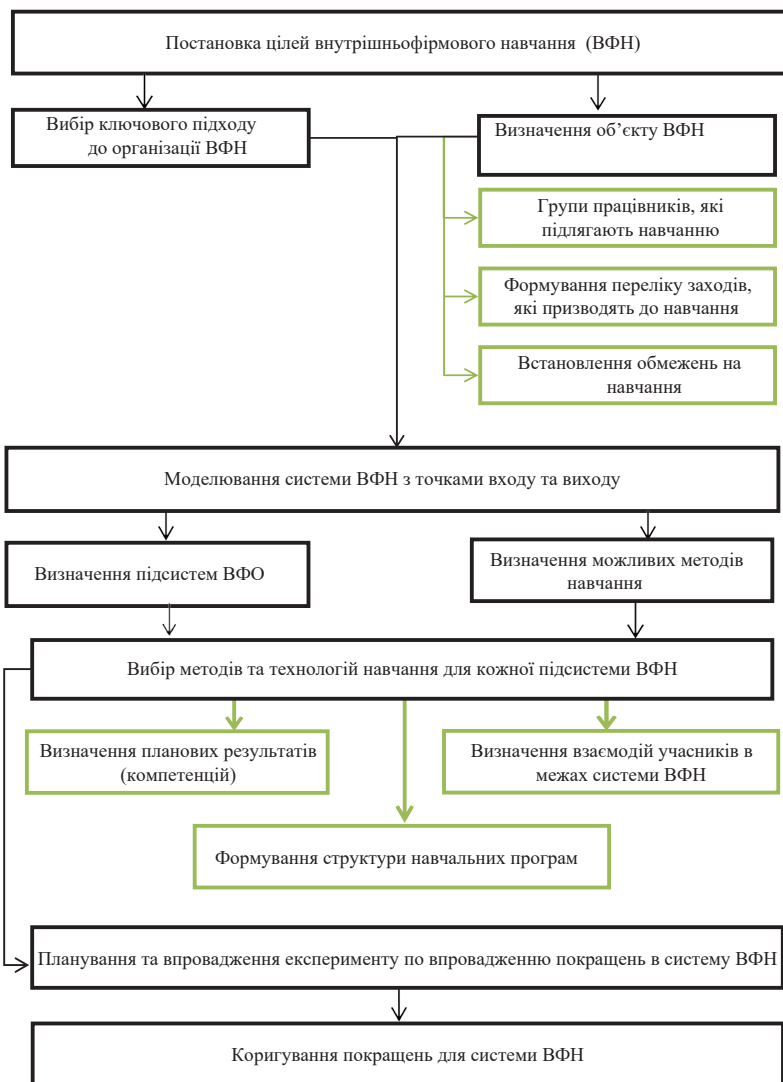 Постановка цілей внутрішньофірмового навчання (ВФН)
Вибір ключового підходу
до організації ВФН
Визначення об’єкту ВФН
Групи працівників, які
підлягають навчанню
Формування переліку заходів,
які призводять до навчання
Встановлення обмежень на
навчання
Моделювання системи ВФН з точками входу та виходу
Визначення підсистем ВФО
Визначення можливих методів
навчання
Вибір методів та технологій навчання для кожної підсистеми ВФН
Визначення планових результатів
(компетенцій)
Визначення взаємодій учасників в
межах системи ВФН
Формування структури навчальних програм
Планування та впровадження експерименту по впровадженню покращень в систему ВФН
Коригування покращень для системи ВФН